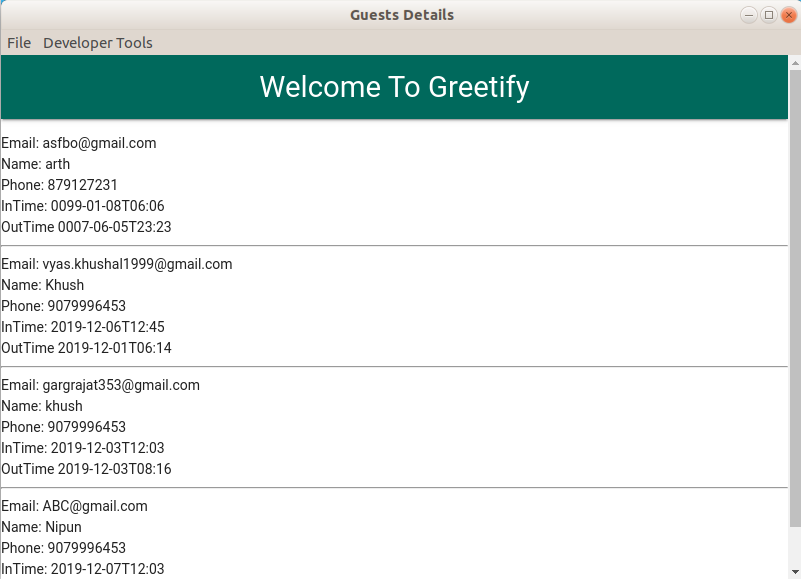 Guests Details
File Developer Tools
Welcome To Greetify
Email: asfbo@gmail.com
Name: arth
Phone: 879127231
InTime: 0099-01-08T06:06
OutTime 0007-06-05T23:23
Email: vyas.khushal1999@gmail.com
Name: Khush
Phone: 9079996453
InTime: 2019-12-06T12:45
OutTime 2019-12-01T06:14
Email: gargrajat353@gmail.com
Name: khush
Phone: 9079996453
InTime: 2019-12-03T12:03
OutTime 2019-12-03T08:16
Email: ABC@gmail.com
Name: Nipun
Phone: 9079996453
InTime: 2019-12-07T12:03